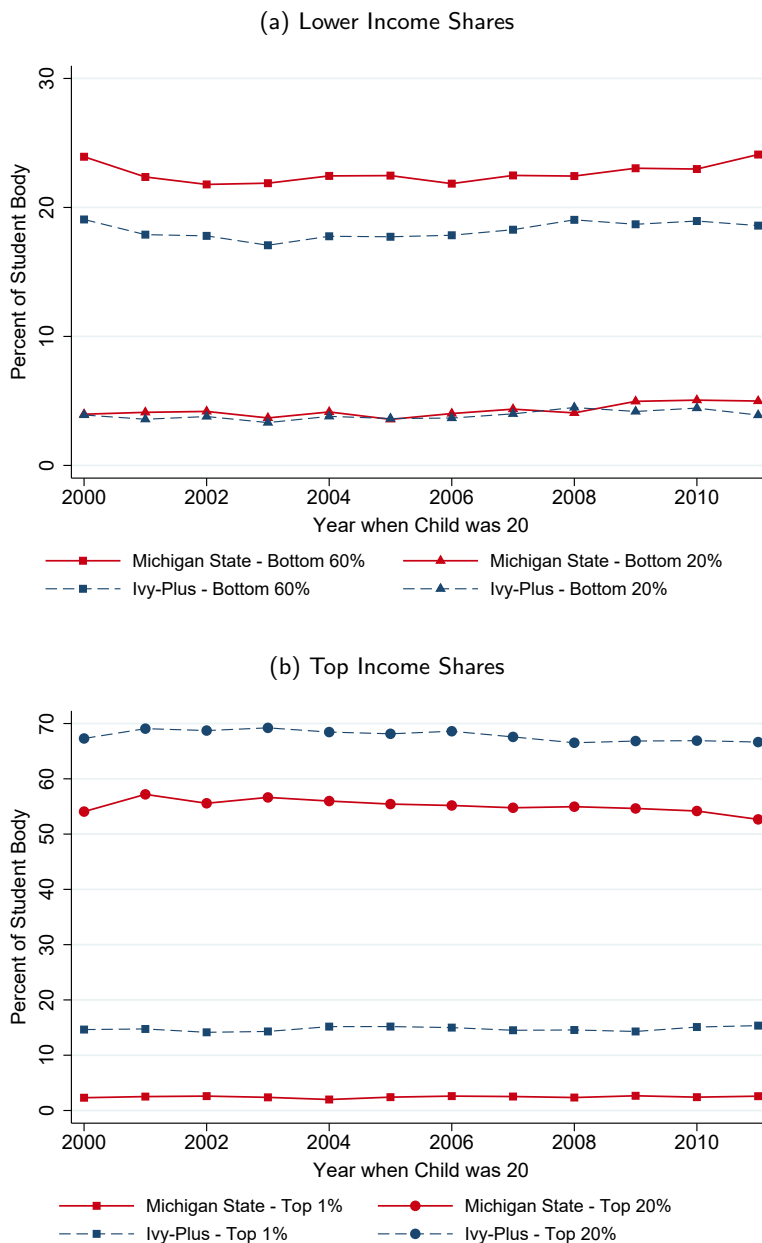 (a) Lower Income Shares
Percent of Student Body
30
20
10
0
2000 2002 2004 2006 2008 2010
Year when Child was 20
Michigan State - Bottom 60% Michigan State - Bottom 20%
Ivy-Plus - Bottom 60% Ivy-Plus - Bottom 20%
(b) Top Income Shares
Percent of Student Body
70
60
50
40
30
20
10
0
2000 2002 2004 2006 2008 2010
Year when Child was 20
Michigan State - Top 1% Michigan State - Top 20%
Ivy-Plus - Top 1% Ivy-Plus - Top 20%